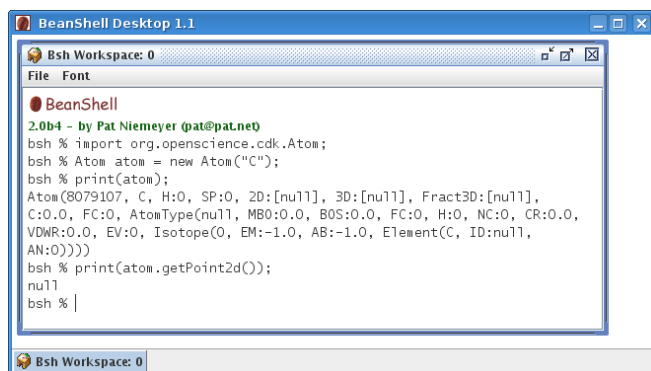 BeanShell Desktop 1.1
Bsh Workspace: 0
File Font
BeanShell
2.0b4 – by Pat Niemeyer (pat@pat.net)
bsh % import org.openscience.cdk.Atom;
bsh % Atom atom = new Atom("C");
bsh % print(atom);
Atom(8079107, C, H:0, SP:0, 2D:[null], 3D:[null], Fract3D:[null],
C:0.0, FC:0, AtomType(null, MBO:0.0, BOS:0.0, FC:0, H:0, NC:0, CR:0.0,
VDWR:0.0, EV:0, Isotope(0, EM:-1.0, AB:-1.0, Element(C, ID:null,
AN:0))))
bsh % print(atom.getPoint2d());
null
bsh %
Bsh Workspace: 0